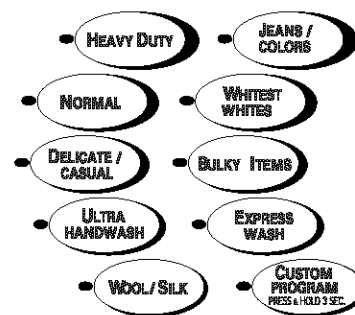 HEAVY DUTY
JEANS /
COLORS
NORMAL
WHITEST
WHITES
DELICATE /
CASUAL
BULKY ITEMS
ULTRA
HANDWASH
EXPRESS
WASH
WOOL / SILK
CUSTOM
PROGRAM
PRESS & HOLD 3 SEC.